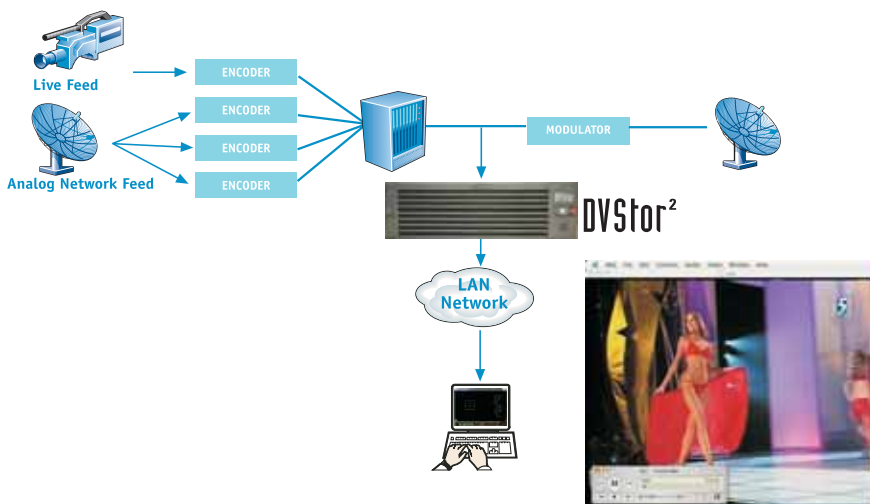 Live Feed
ENCODER
ENCODER
ENCODER
ENCODER
Analog Network Feed
MODULATOR
DVStor²
LAN
Network